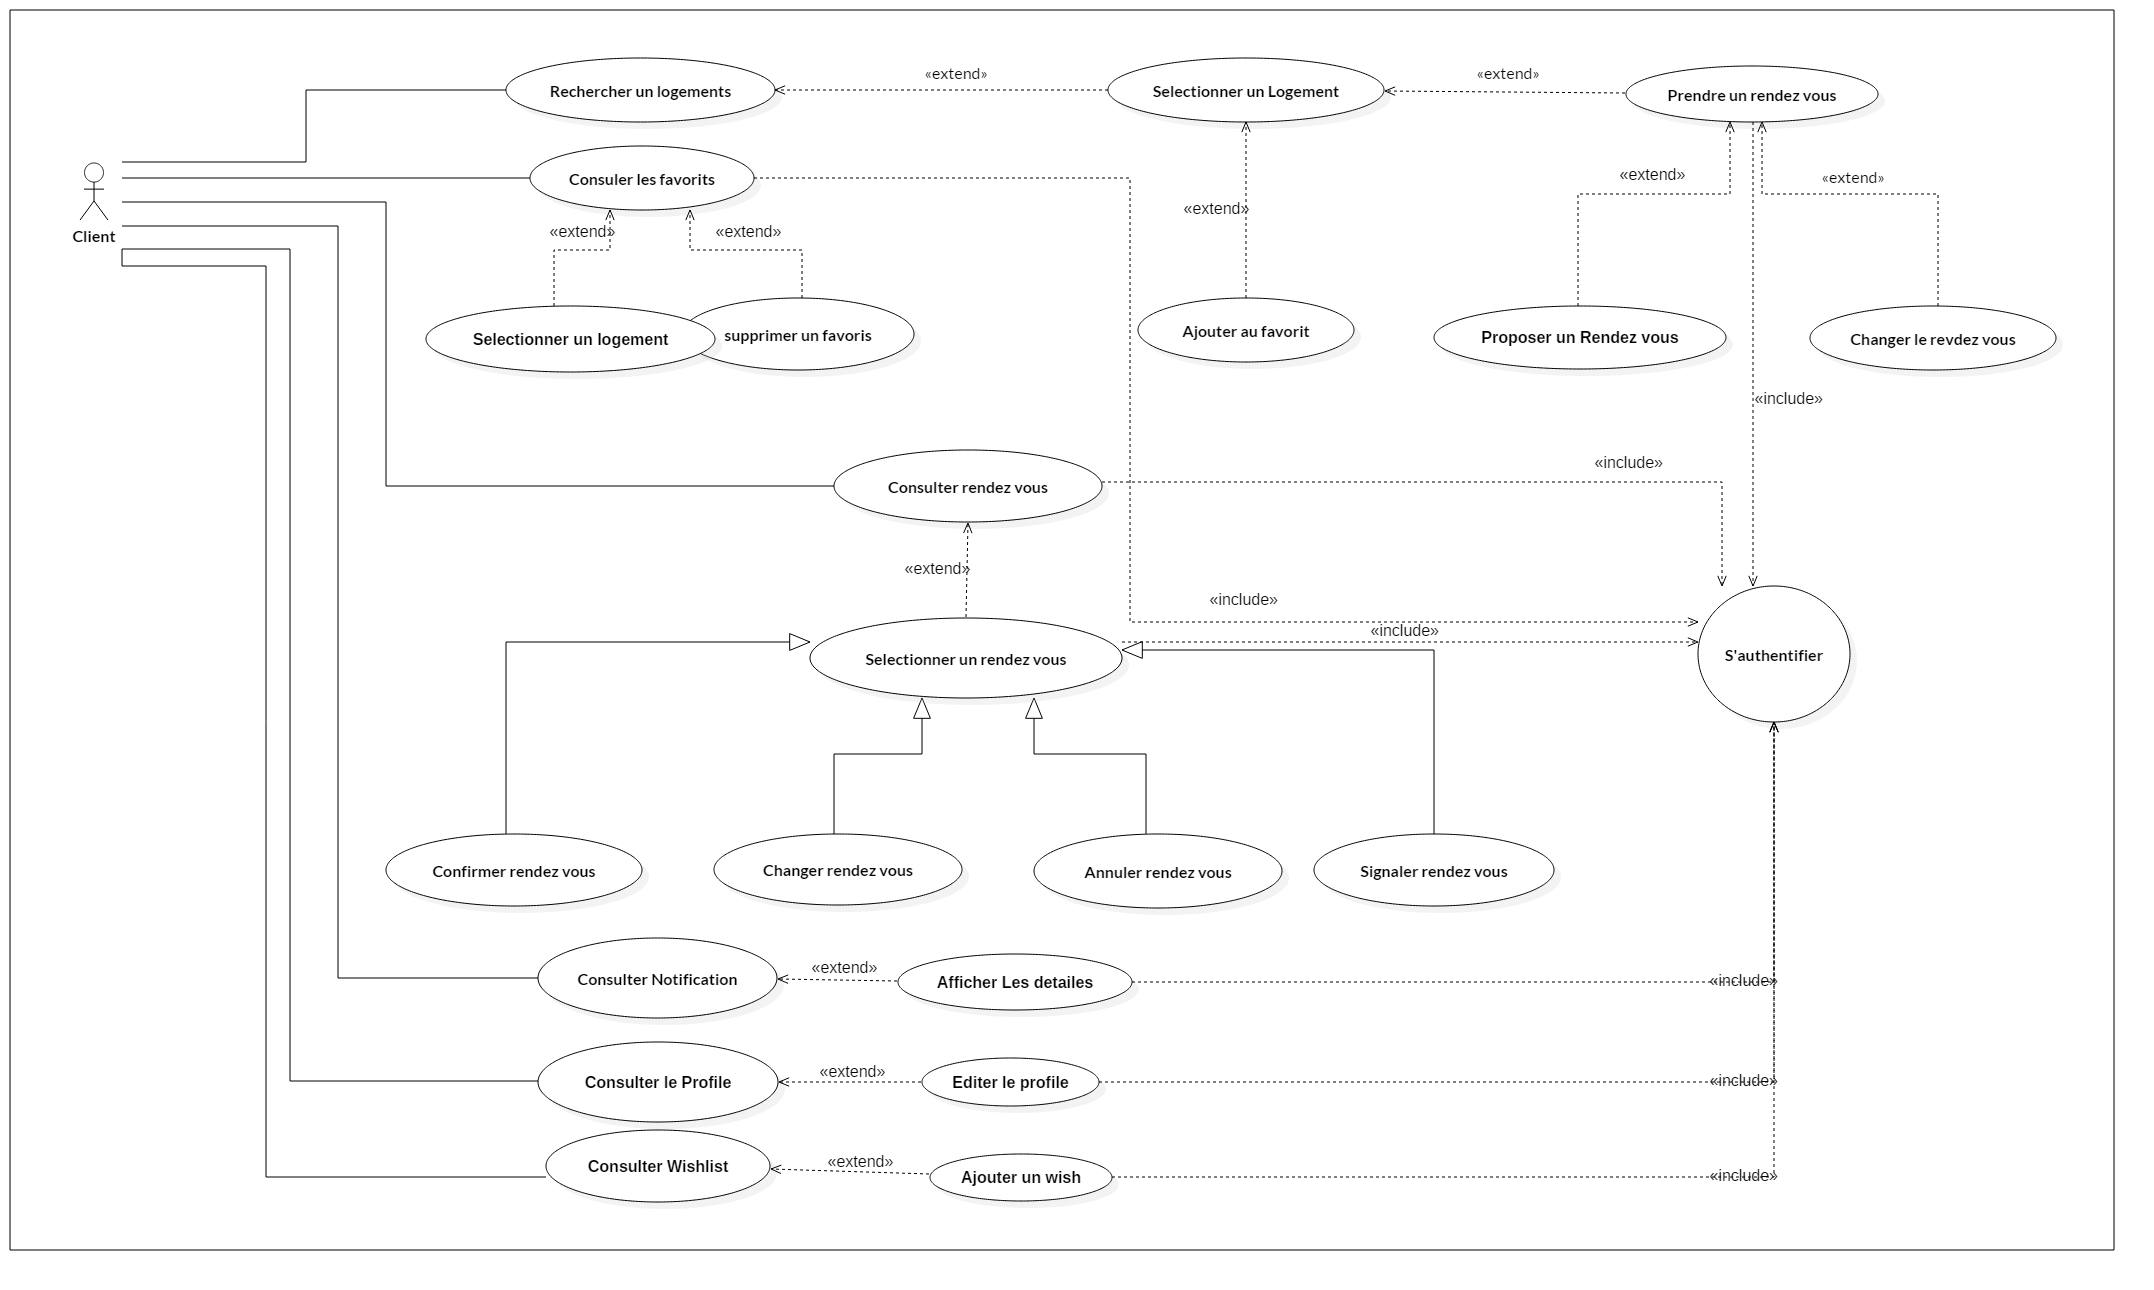 «extend»
«extend»
Rechercher un logements
Selectionner un Logement
Prendre un rendez vous
Consuler les favorits
«extend»
«extend»
«extend»
Client
«extend»
«extend»
Selectionner un logement
supprimer un favoris
Ajouter au favorit
Proposer un Rendez vous
Changer le revdez vous
«include»
«include»
Consulter rendez vous
«extend»
«include»
«include»
Selectionner un rendez vous
S'authentifier
Confirmer rendez vous
Changer rendez vous
Annuler rendez vous
Signaler rendez vous
«extend»
Consulter Notification
Afficher Les detailes
«include»
«extend»
Consulter le Profile
Editer le profile
«include»
«extend»
Consulter Wishlist
Ajouter un wish
«include»